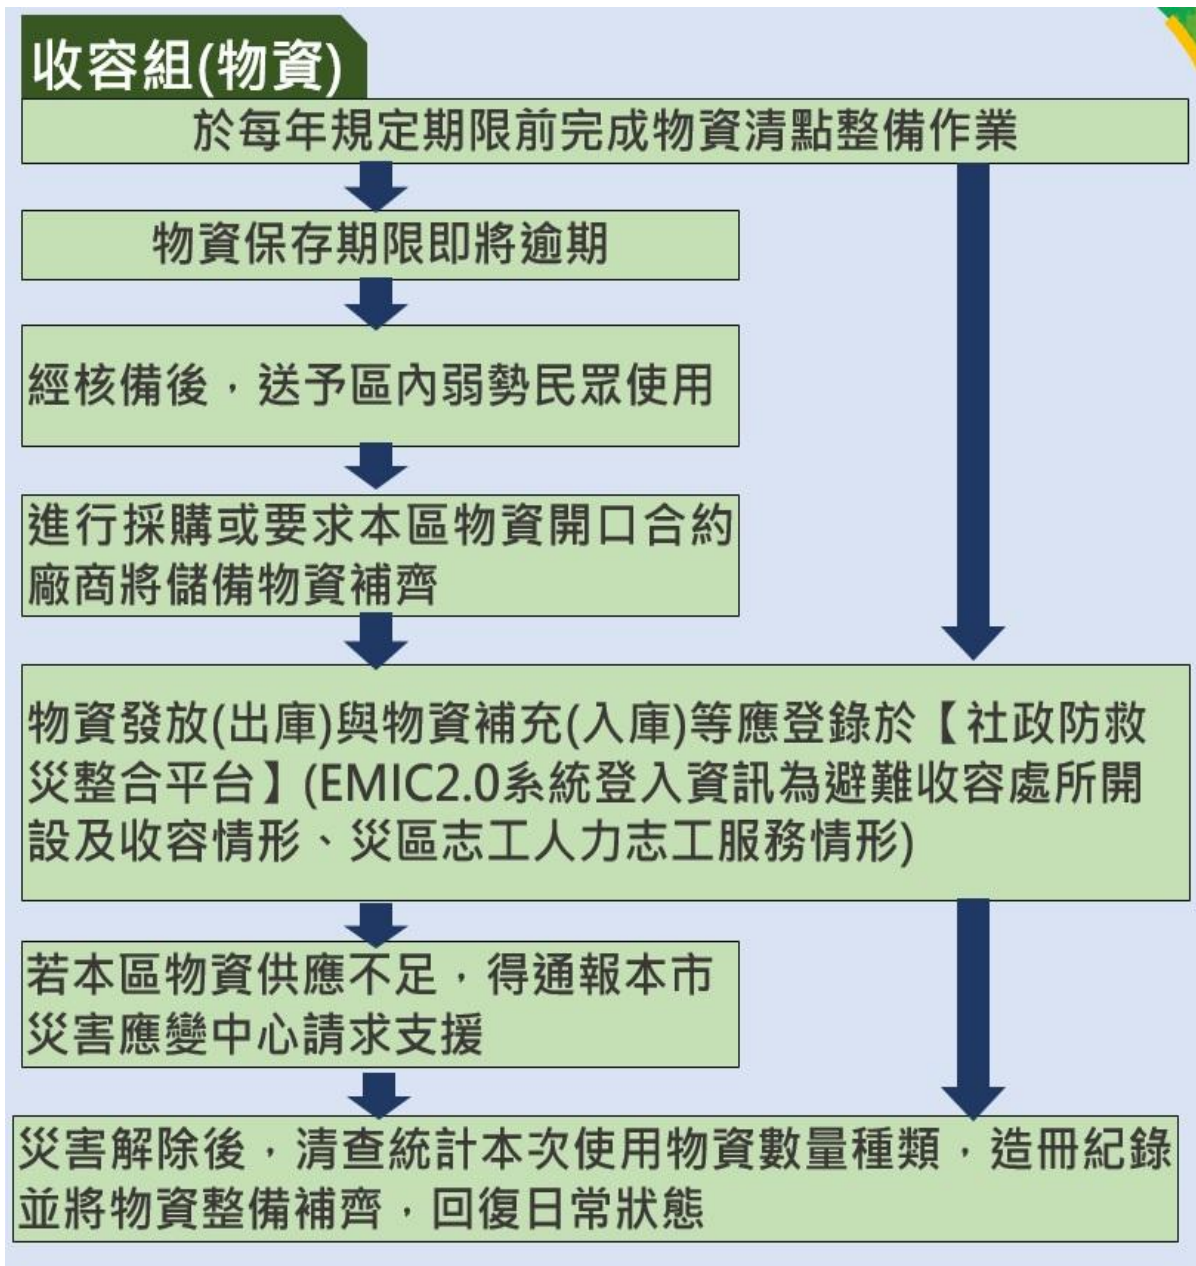 收容組(物資)
於每年規定期限前完成物資清點整備作業
物資保存期限即將逾期
經核備後，送予區內弱勢民眾使用
進行採購或要求本區物資開口合約
廠商將儲備物資補齊
物資發放(出庫)與物資補充(入庫)等應登錄於【社政防救
災整合平台】(EMIC2.0系統登入資訊為避難收容處所開
設及收容情形、災區志工人力志工服務情形)
若本區物資供應不足，得通報本市
災害應變中心請求支援
災害解除後，清查統計本次使用物資數量種類，造冊紀錄
並將物資整備補齊，回復日常狀態